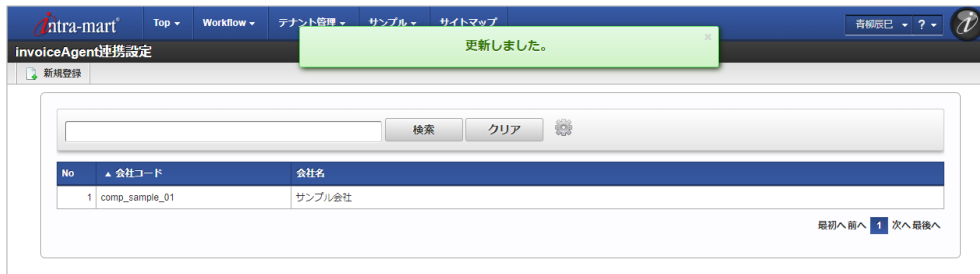 intra-mart Top Workflow テナント管理 サンプル サイトマップ 青柳辰巳 ?
更新しました。 ×
invoiceAgent連携設定
新規登録
検索 クリア
No ▲ 会社コード 会社名
1 comp_sample_01 サンプル会社
最初へ 前へ 1 次へ 最後へ